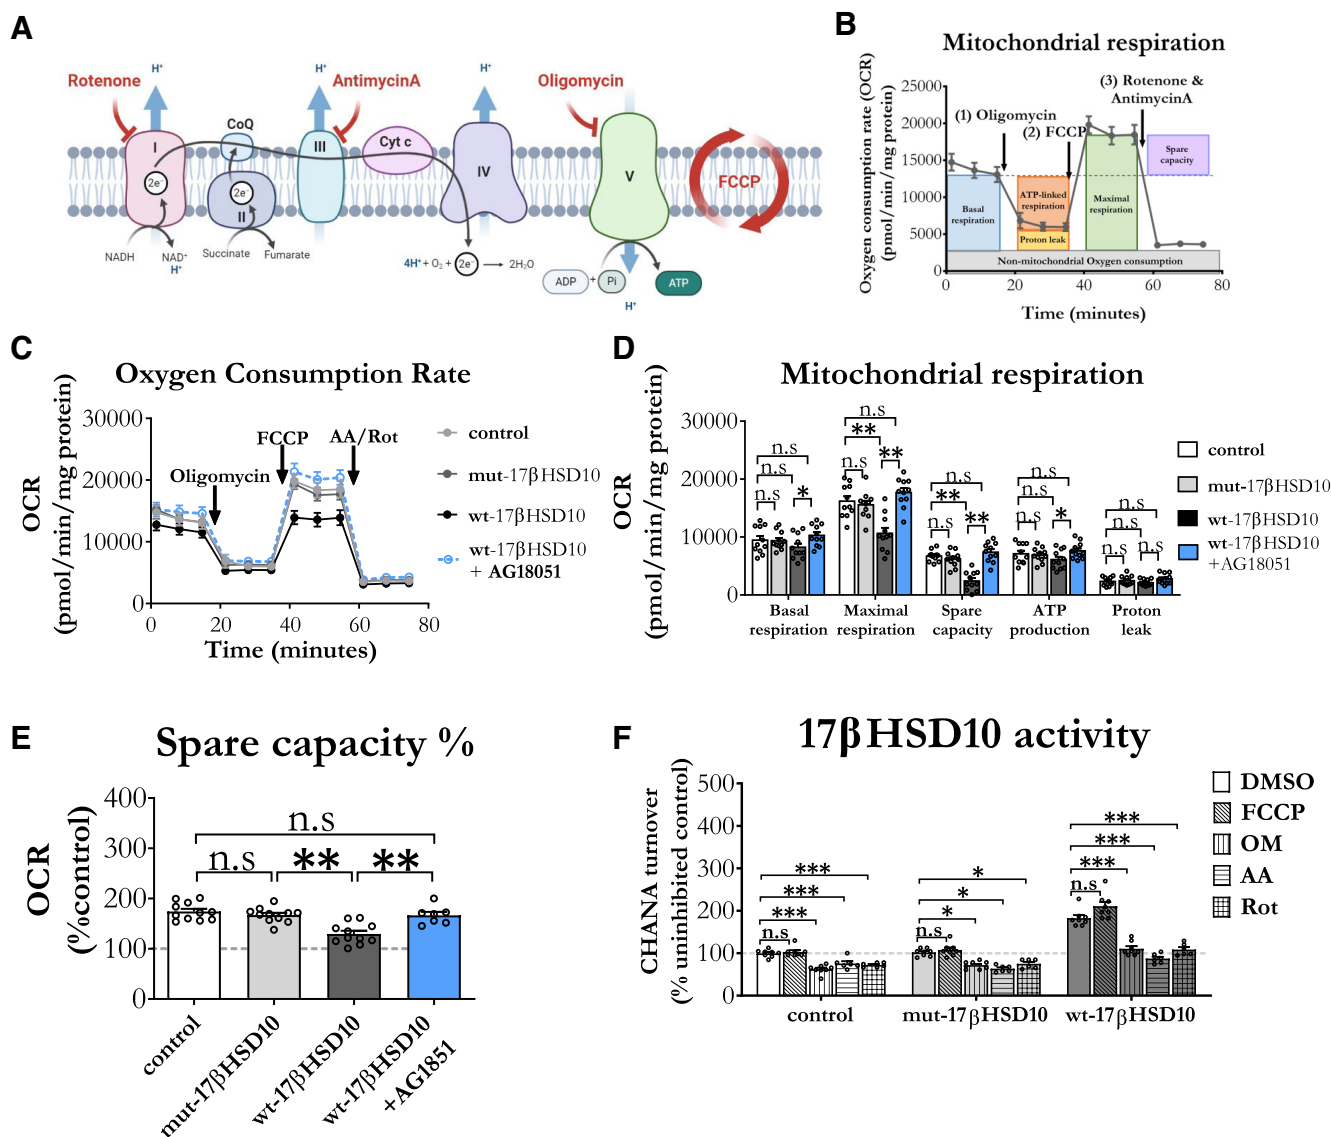 A
Rotenone
AntimycinA
Oligomycin
H⁺
H⁺
H⁺
I
CoQ
III
Cyt c
IV
V
FCCP
2e⁻
2e⁻
II
NADH
NAD⁺
H⁺
Succinate
Fumarate
4H⁺ + O₂ + 2e⁻ → 2H₂O
ADP + Pi
ATP
H⁺
B
Mitochondrial respiration
Oxygen consumption rate (OCR)
(pmol/min/mg protein)
25000
20000
15000
10000
5000
0
(1) Oligomycin
(2) FCCP
(3) Rotenone &
AntimycinA
Basal
respiration
ATP-linked
respiration
Proton leak
Maximal
respiration
Spare
capacity
Non-mitochondrial Oxygen consumption
0 20 40 60 80
Time (minutes)
C
Oxygen Consumption Rate
OCR
(pmol/min/mg protein)
30000
20000
10000
0
Oligomycin
FCCP
AA/Rot
0 20 40 60 80
Time (minutes)
control
mut-17βHSD10
wt-17βHSD10
wt-17βHSD10
+ AG18051
D
Mitochondrial respiration
OCR
(pmol/min/mg protein)
30000
20000
10000
0
n.s
n.s
n.s
*
n.s
**
n.s
**
n.s
**
n.s
**
n.s
n.s
n.s
*
n.s
n.s
n.s
n.s
Basal
respiration
Maximal
respiration
Spare
capacity
ATP
production
Proton
leak
control
mut-17βHSD10
wt-17βHSD10
wt-17βHSD10
+AG18051
E
Spare capacity %
OCR
(%control)
400
300
200
100
0
n.s
n.s
**
**
control
mut-17βHSD10
wt-17βHSD10
wt-17βHSD10
+AG1851
F
17βHSD10 activity
CHANA turnover
(% uninhibited control)
500
400
300
200
100
0
***
***
***
n.s
*
*
*
n.s
***
***
***
n.s
control
mut-17βHSD10
wt-17βHSD10
DMSO
FCCP
OM
AA
Rot